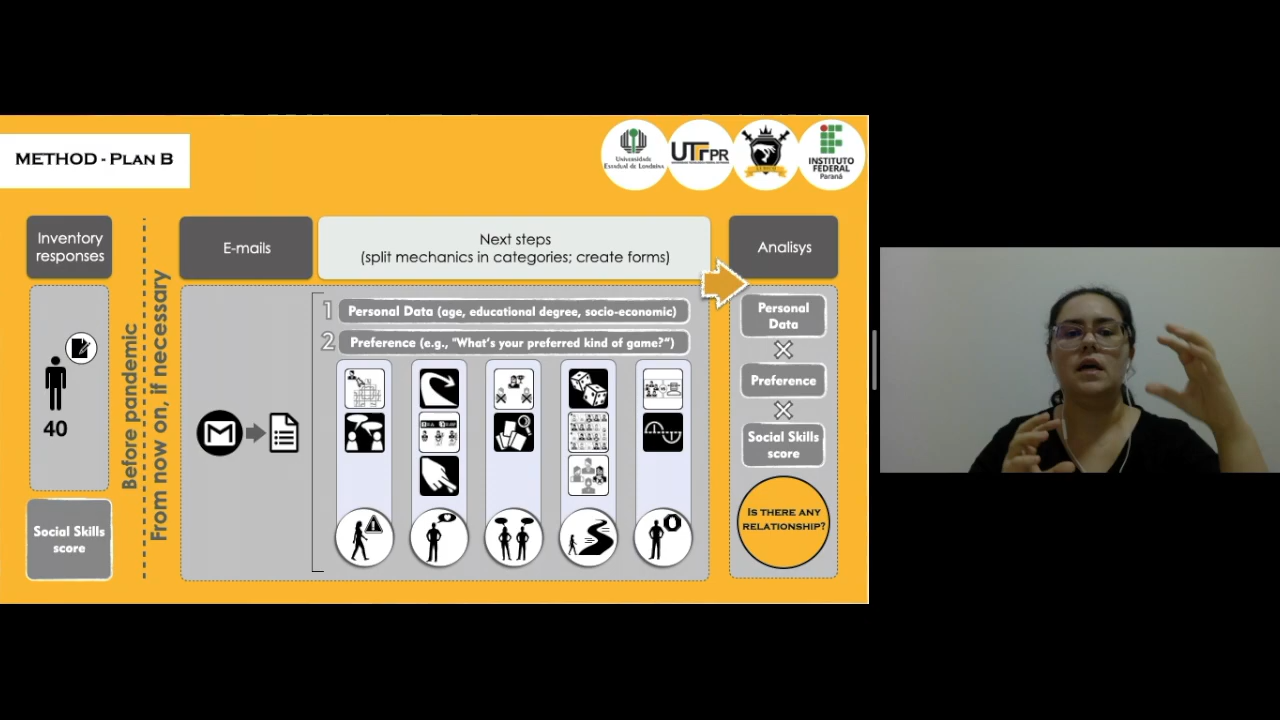 METHOD - PLAN B
Universidade
Estadual de Londrina
UTFPR
INSTITUTO
FEDERAL
Paraná
Inventory
responses
40
Social Skills
score
Before pandemic
From now on, if necessary
E-mails
Next steps
(split mechanics in categories; create forms)
1 Personal Data (age, educational degree, socio-economic)
2 Preference (e.g., "What's your preferred kind of game?")
Analisys
Personal
Data
Preference
Social Skills
score
IS THERE ANY
RELATIONSHIP?